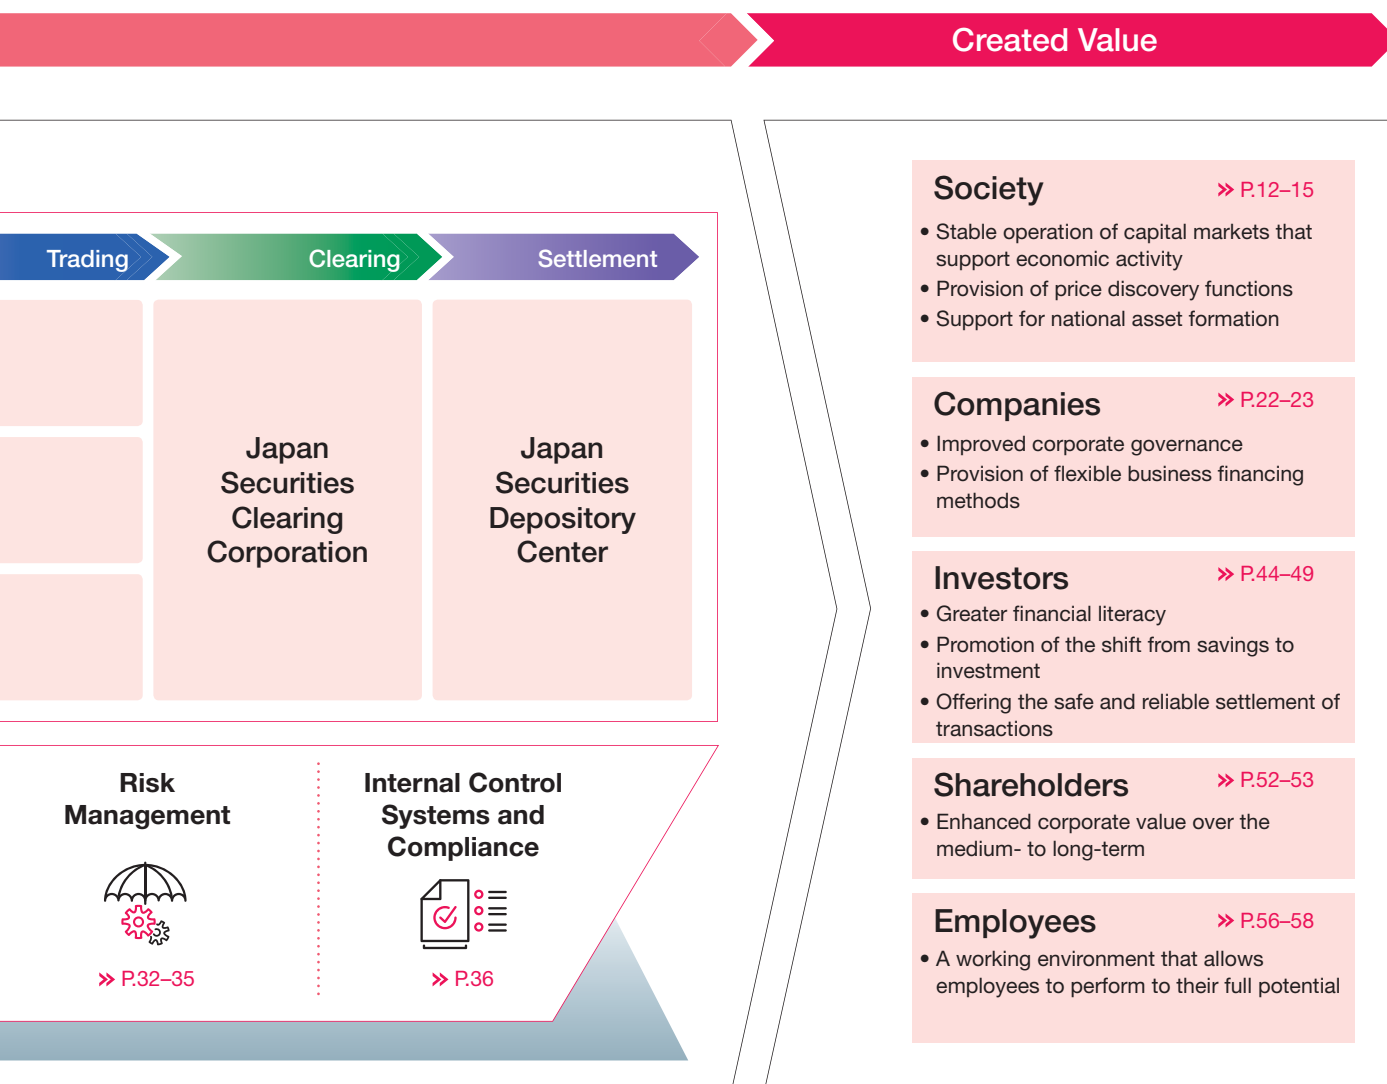 Created Value
Trading
Clearing
Settlement
Japan
Securities
Clearing
Corporation
Japan
Securities
Depository
Center
Risk
Management
» P.32–35
Internal Control
Systems and
Compliance
» P.36
Society
» P.12–15
• Stable operation of capital markets that
support economic activity
• Provision of price discovery functions
• Support for national asset formation
Companies
» P.22–23
• Improved corporate governance
• Provision of flexible business financing
methods
Investors
» P.44–49
• Greater financial literacy
• Promotion of the shift from savings to
investment
• Offering the safe and reliable settlement of
transactions
Shareholders
» P.52–53
• Enhanced corporate value over the
medium- to long-term
Employees
» P.56–58
• A working environment that allows
employees to perform to their full potential